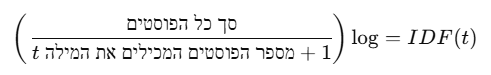 IDF(t) = log (סך כל הפוסטים / מספר הפוסטים המכילים את המילה t + 1)